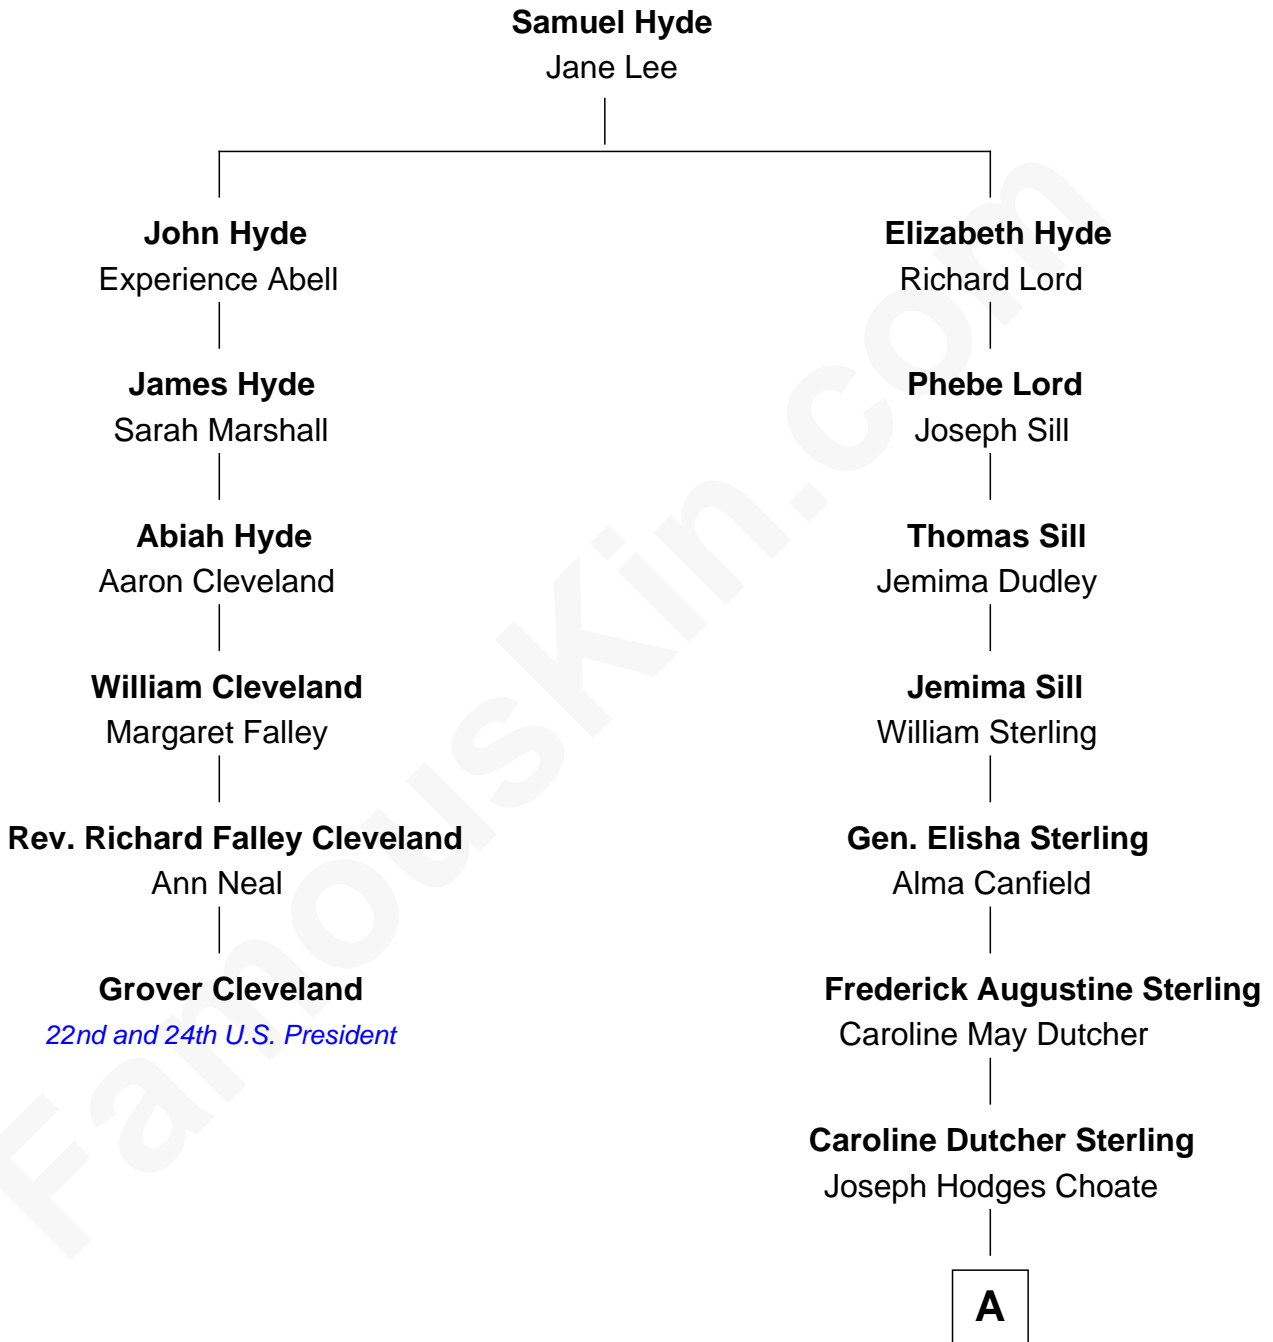 Samuel Hyde
Jane Lee
John Hyde
Experience Abell
Elizabeth Hyde
Richard Lord
James Hyde
Sarah Marshall
Phebe Lord
Joseph Sill
Abiah Hyde
Aaron Cleveland
Thomas Sill
Jemima Dudley
William Cleveland
Margaret Falley
Jemima Sill
William Sterling
Rev. Richard Falley Cleveland
Ann Neal
Gen. Elisha Sterling
Alma Canfield
Grover Cleveland
22nd and 24th U.S. President
Frederick Augustine Sterling
Caroline May Dutcher
Caroline Dutcher Sterling
Joseph Hodges Choate
A
FamousKin.com